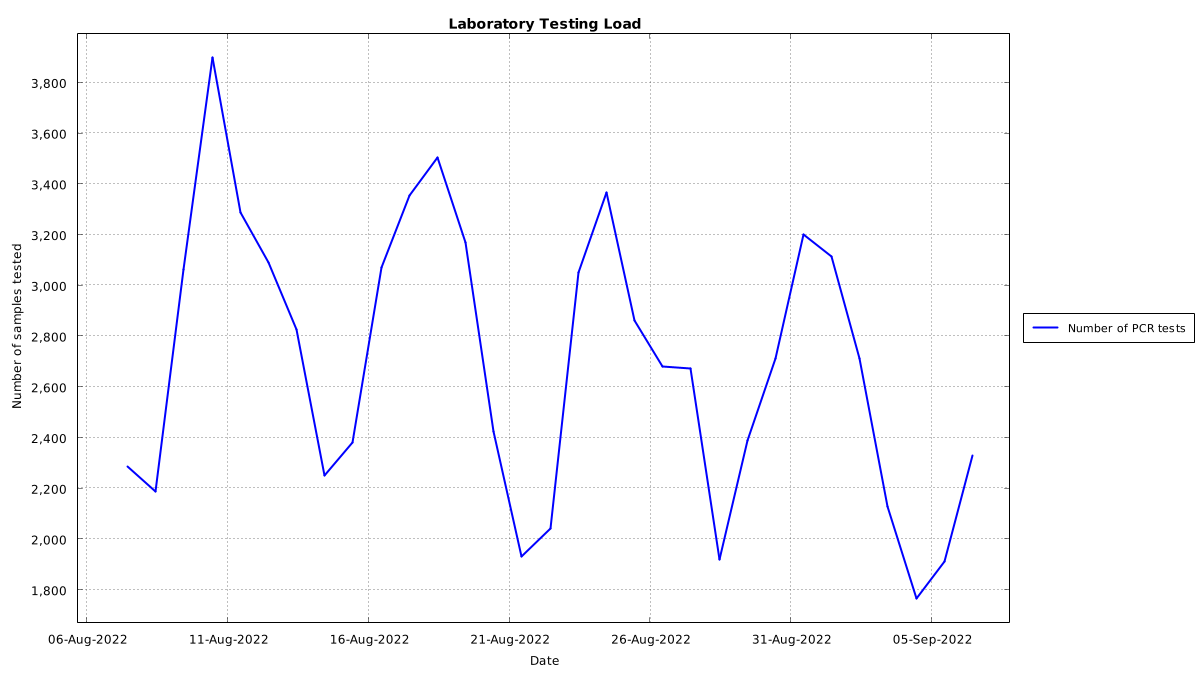 Laboratory Testing Load
3,800
3,600
3,400
3,200
3,000
2,800
2,600
2,400
2,200
2,000
1,800
Number of samples tested
06-Aug-2022 11-Aug-2022 16-Aug-2022 21-Aug-2022 26-Aug-2022 31-Aug-2022 05-Sep-2022
Date
Number of PCR tests